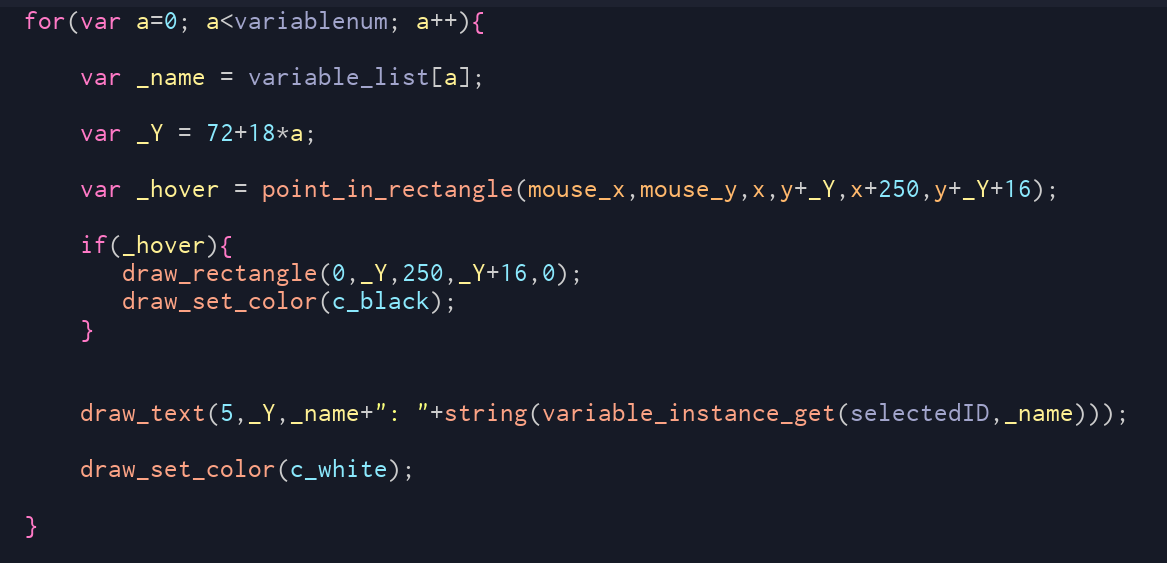 for(var a=0; a<variablenum; a++){
var _name = variable_list[a];
var _Y = 72+18*a;
var _hover = point_in_rectangle(mouse_x,mouse_y,x,y+_Y,x+250,y+_Y+16);
if(_hover){
draw_rectangle(0,_Y,250,_Y+16,0);
draw_set_color(c_black);
}
draw_text(5,_Y,_name+": "+string(variable_instance_get(selectedID,_name)));
draw_set_color(c_white);
}